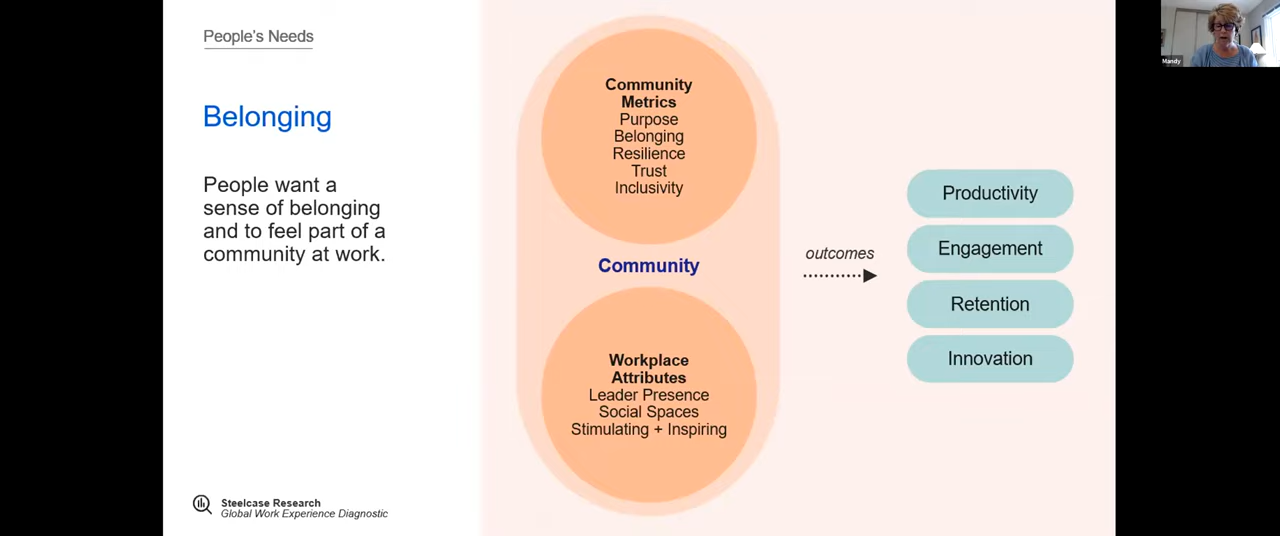 People's Needs
Belonging
People want a
sense of belonging
and to feel part of a
community at work.
Community
Metrics
Purpose
Belonging
Resilience
Trust
Inclusivity
Community
Workplace
Attributes
Leader Presence
Social Spaces
Stimulating + Inspiring
outcomes
Productivity
Engagement
Retention
Innovation
Steelcase Research
Global Work Experience Diagnostic
Mandy